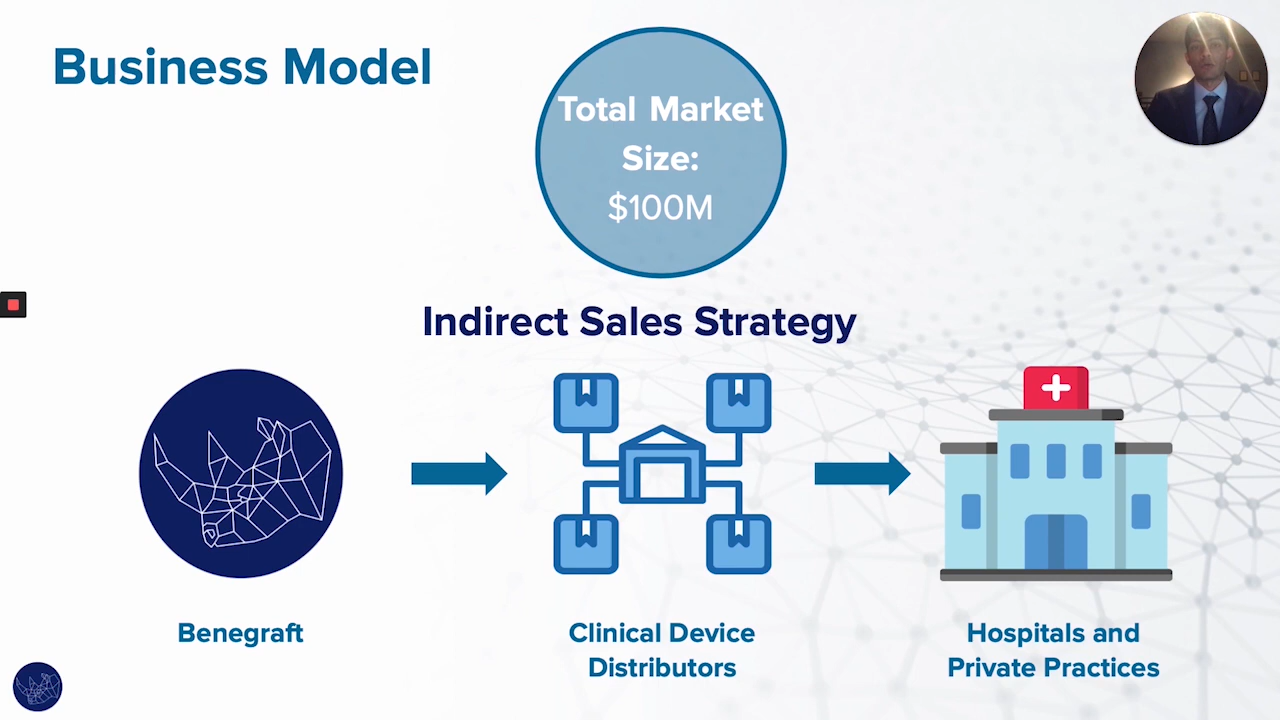 Business Model
Total Market
Size:
$100M
Indirect Sales Strategy
Benegraft
Clinical Device
Distributors
Hospitals and
Private Practices